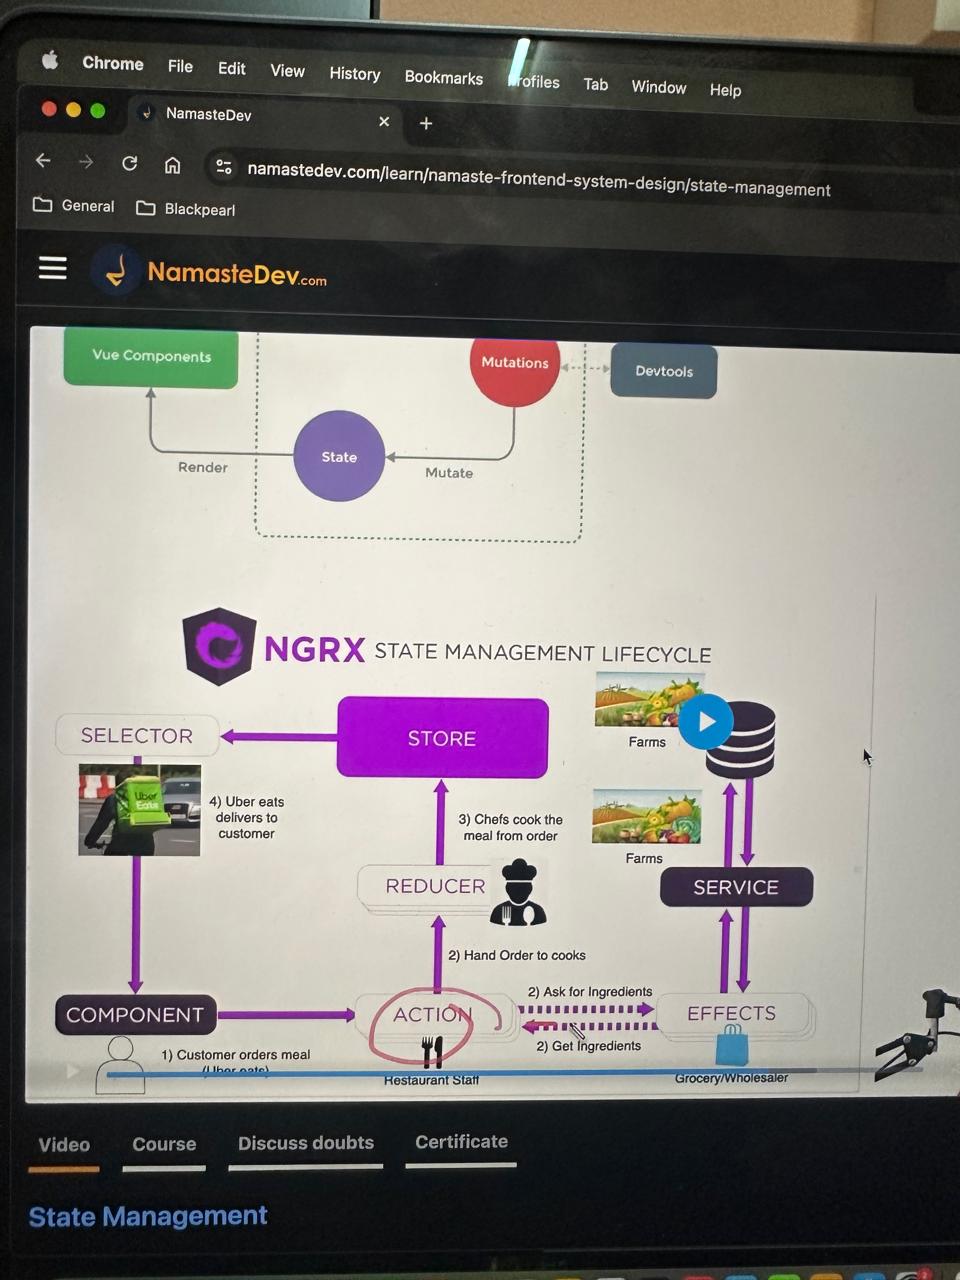 Chrome File Edit View History Bookmarks Tab Window Help
NamasteDev
namastedev.com/learn/namaste-frontend-system-design/state-management
General Blackpearl
NamasteDev.com
Vue Components
Mutations
Devtools
State
Render
Mutate
NGRX STATE MANAGEMENT LIFECYCLE
SELECTOR
STORE
Farms
Uber
Eats
4) Uber eats
delivers to
customer
3) Chefs cook the
meal from order
Farms
REDUCER
SERVICE
2) Hand Order to cooks
2) Ask for Ingredients
COMPONENT
ACTION
EFFECTS
2) Get Ingredients
1) Customer orders meal
(Uber eats)
Restaurant Staff
Grocery/Wholesaler
Video Course Discuss doubts Certificate
State Management